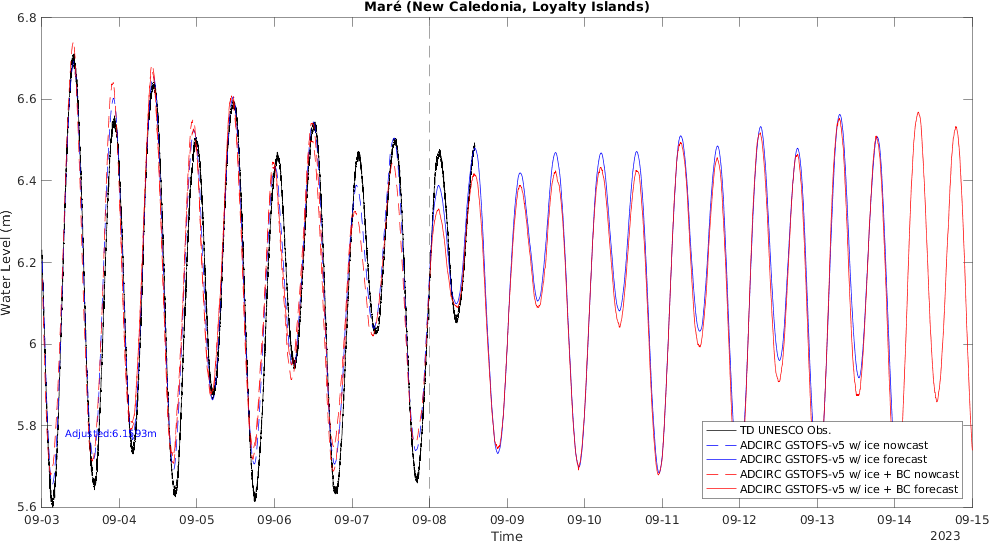 Maré (New Caledonia, Loyalty Islands)
6.8
6.6
6.4
6.2
6
5.8
5.6
Water Level (m)
Adjusted:6.1593m
TD UNESCO Obs.
ADCIRC GSTOFS-v5 w/ ice nowcast
ADCIRC GSTOFS-v5 w/ ice forecast
ADCIRC GSTOFS-v5 w/ ice + BC nowcast
ADCIRC GSTOFS-v5 w/ ice + BC forecast
09-03 09-04 09-05 09-06 09-07 09-08 09-09 09-10 09-11 09-12 09-13 09-14 09-15
Time
2023